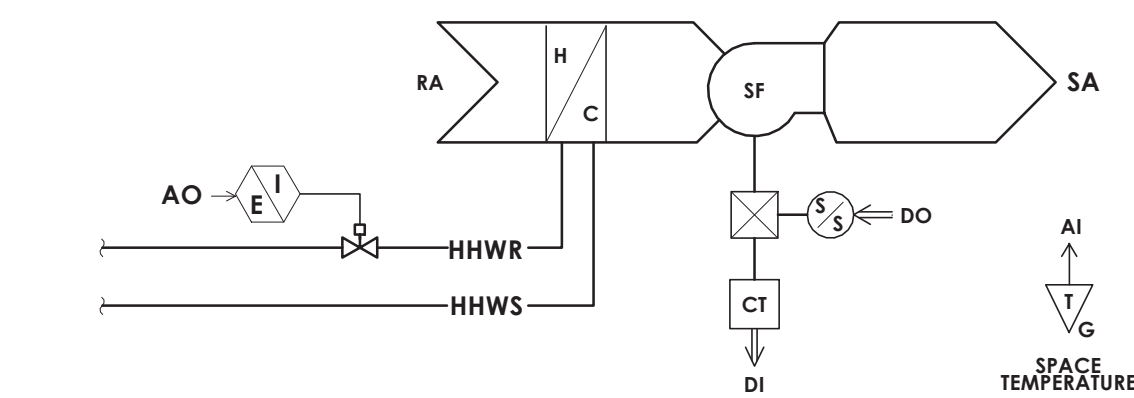 H
RA
SF
SA
C
AO
I
E
S
S
DO
HHWR
AI
HHWS
CT
T
G
DI
SPACE
TEMPERATURE